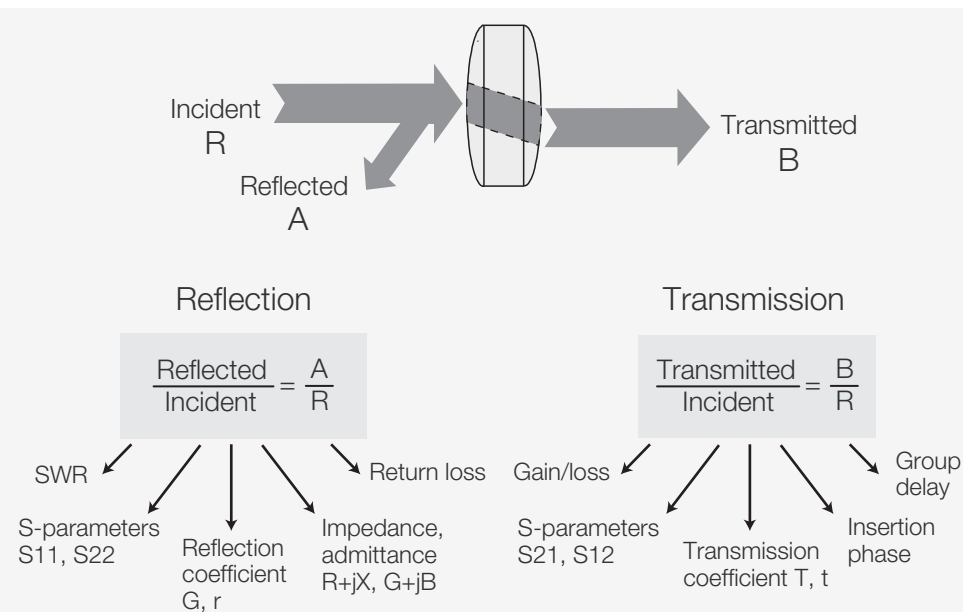 Incident
R
Reflected
A
Transmitted
B
Reflection
Reflected
Incident
=
A
R
Transmission
Transmitted
Incident
=
B
R
SWR
S-parameters
S11, S22
Reflection
coefficient
G, r
Impedance,
admittance
R+jX, G+jB
Return loss
Gain/loss
S-parameters
S21, S12
Transmission
coefficient T, t
Insertion
phase
Group
delay